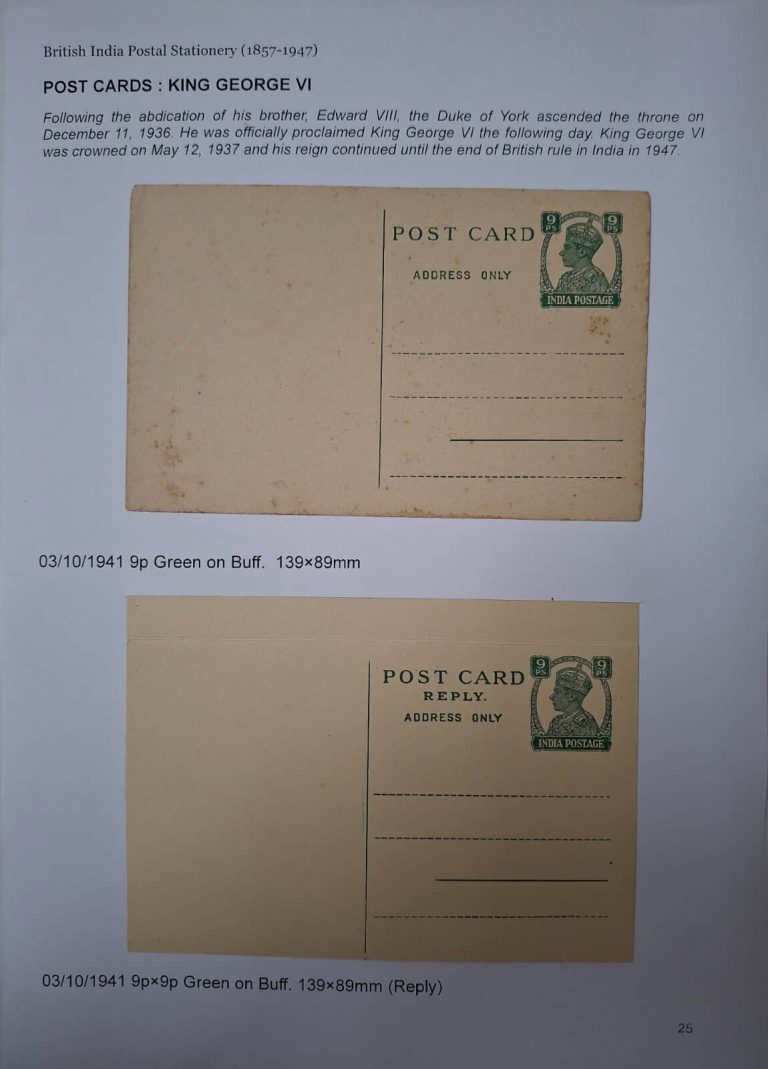 British India Postal Stationery (1857-1947)
POST CARDS : KING GEORGE VI
Following the abdication of his brother, Edward VIII, the Duke of York ascended the throne on
December 11, 1936. He was officially proclaimed King George VI the following day. King George VI
was crowned on May 12, 1937 and his reign continued until the end of British rule in India in 1947.
9 PS 9 PS
POST CARD
ADDRESS ONLY
INDIA POSTAGE
03/10/1941 9p Green on Buff. 139×89mm
9 PS 9 PS
POST CARD
REPLY.
ADDRESS ONLY
INDIA POSTAGE
03/10/1941 9p×9p Green on Buff. 139×89mm (Reply)
25